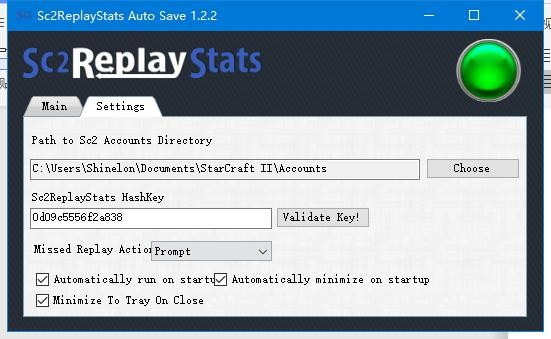 Sc2ReplayStats Auto Save 1.2.2
Sc2ReplayStats
Main Settings
Path to Sc2 Accounts Directory
C:\Users\Shinelon\Documents\StarCraft II\Accounts Choose
Sc2ReplayStats HashKey
0d09c5556f2a838 Validate Key!
Missed Replay Action Prompt
Automatically run on startu Automatically minimize on startup
Minimize To Tray On Close